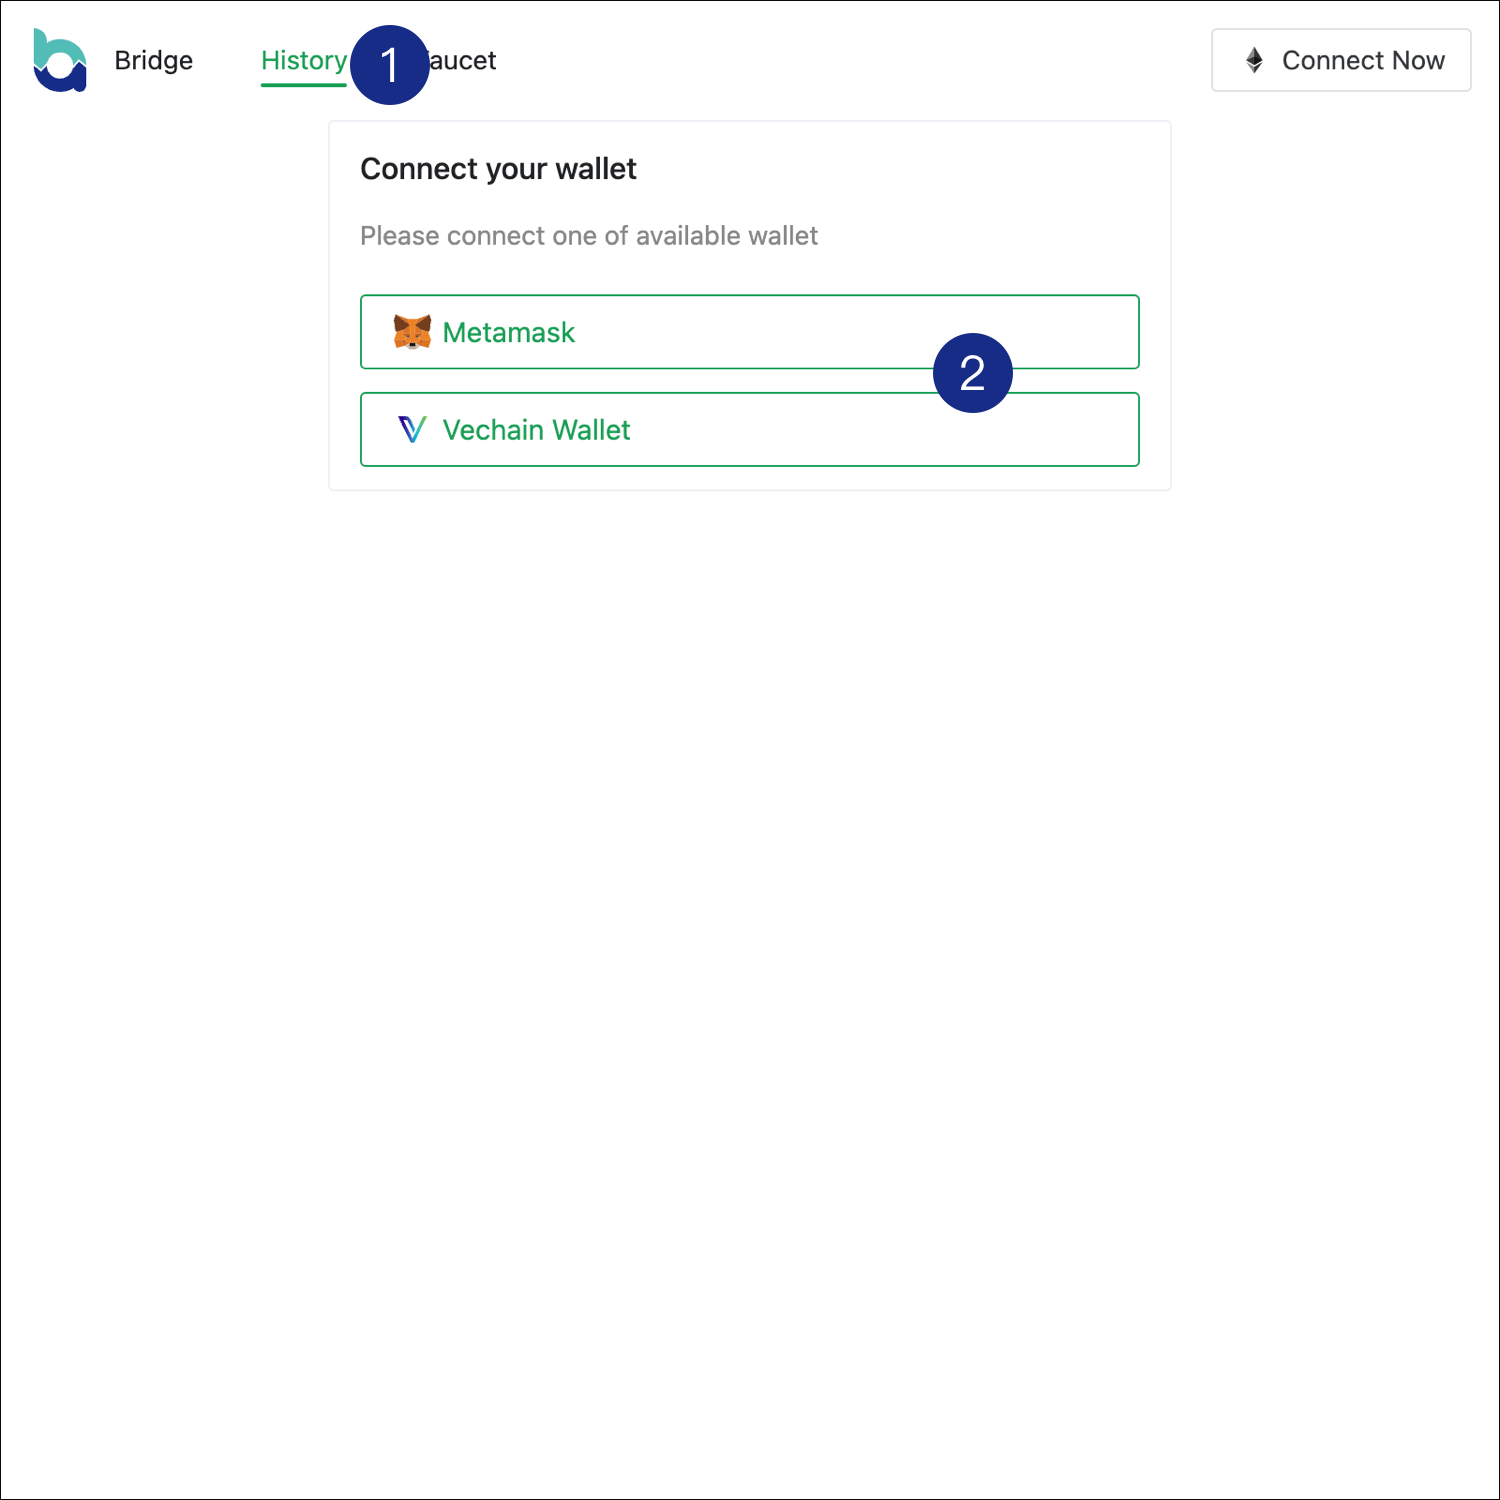 Bridge History 1 aucet Connect Now
Connect your wallet
Please connect one of available wallet
Metamask
2
Vechain Wallet